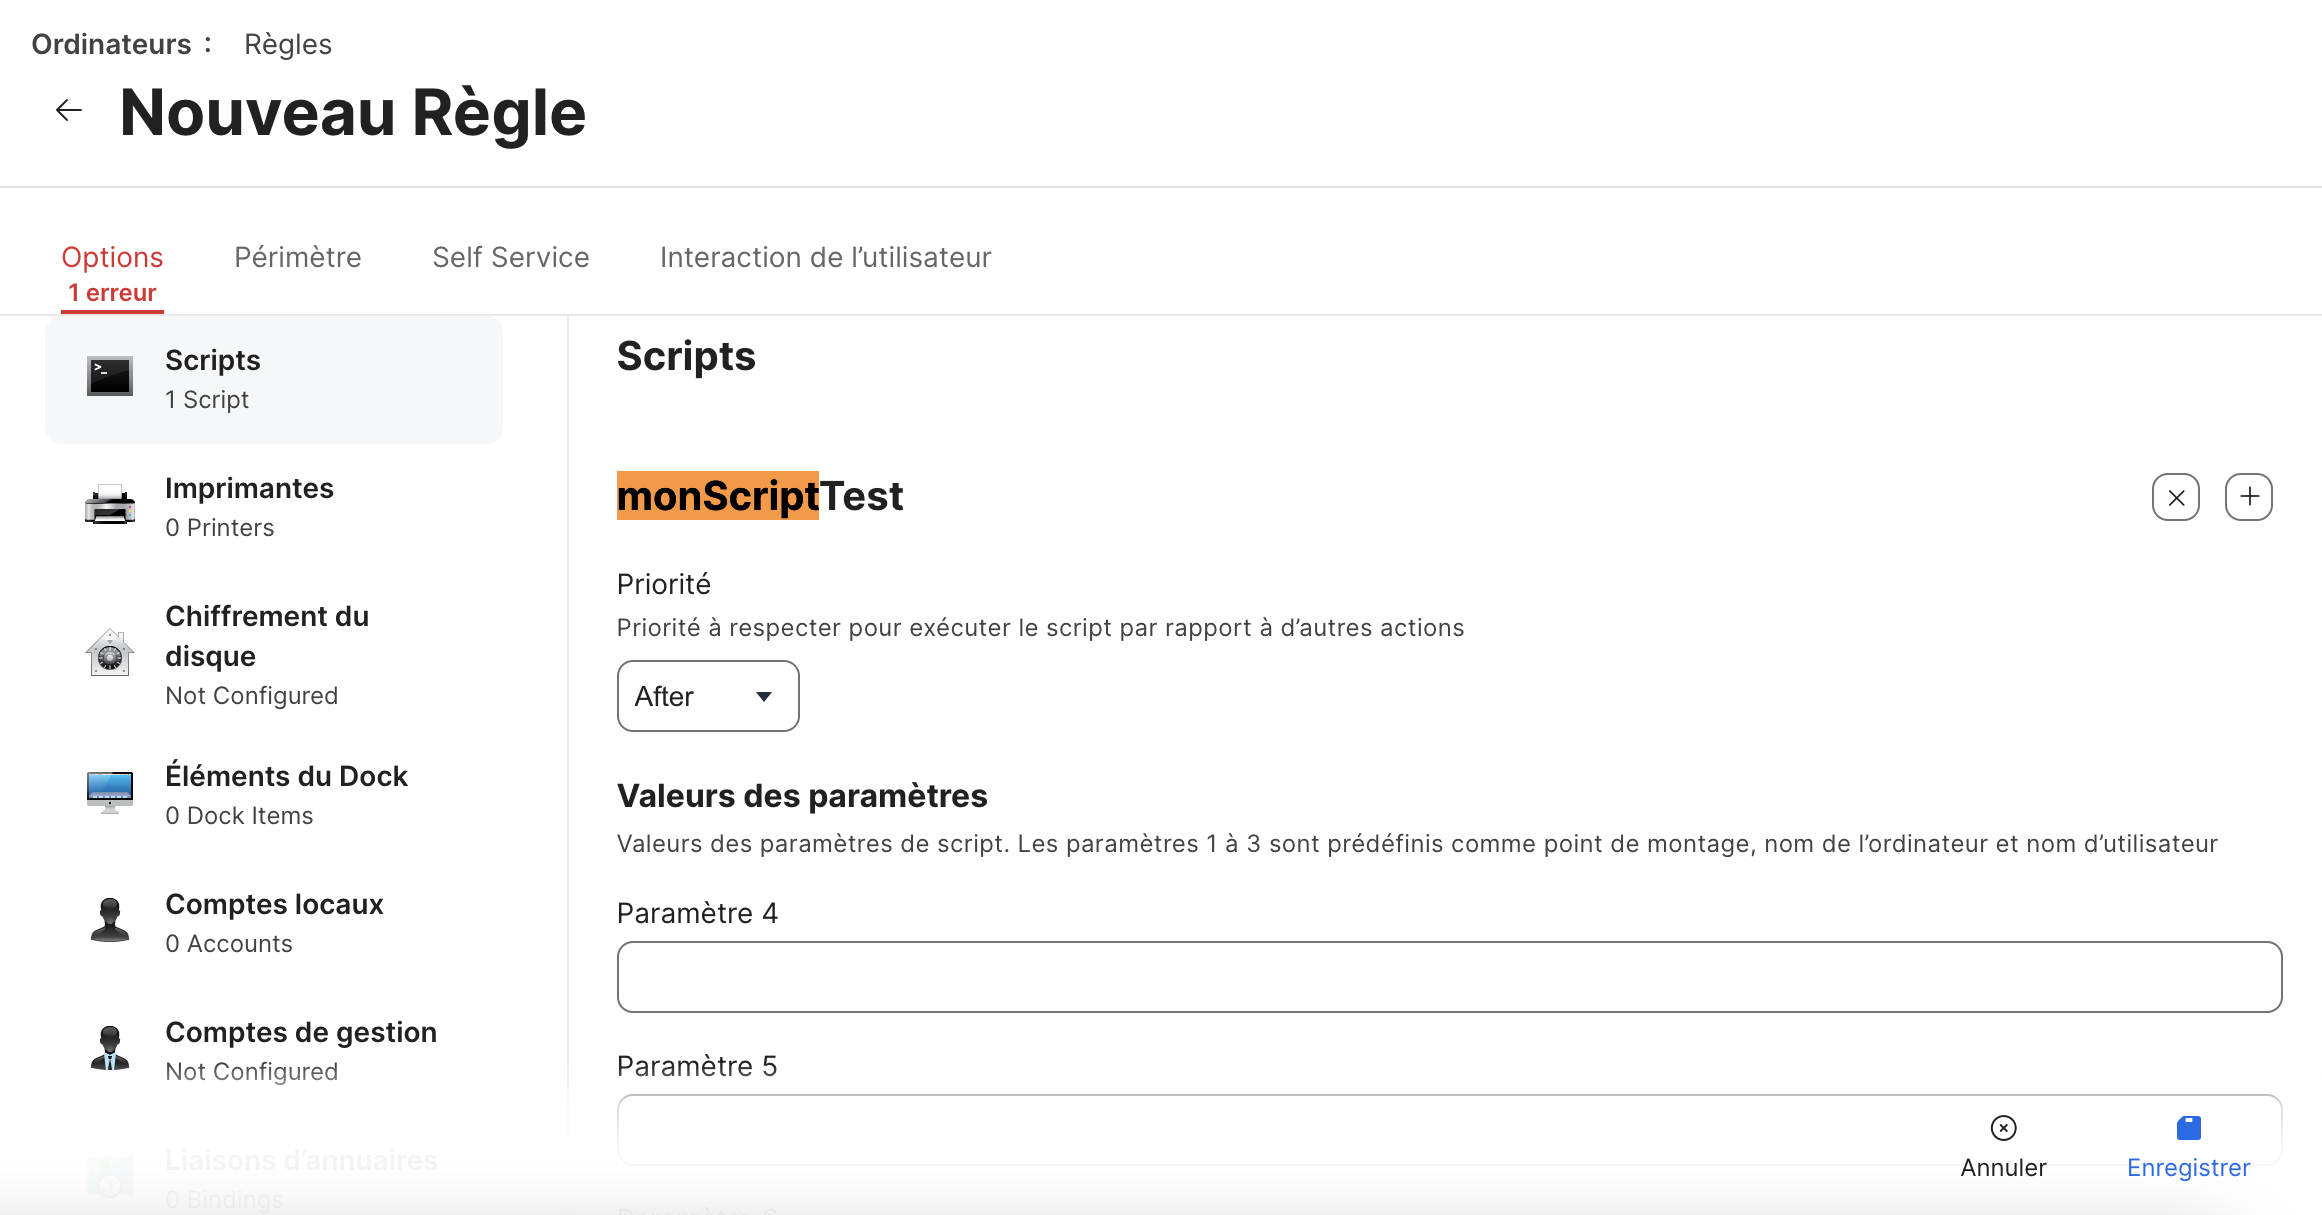 Ordinateurs : Règles
← Nouveau Règle
Options
1 erreur
Périmètre
Self Service
Interaction de l’utilisateur
Scripts
1 Script
Imprimantes
0 Printers
Chiffrement du
disque
Not Configured
Éléments du Dock
0 Dock Items
Comptes locaux
0 Accounts
Comptes de gestion
Not Configured
Liaisons d’annuaires
0 Bindings
Scripts
monScriptTest
Priorité
Priorité à respecter pour exécuter le script par rapport à d’autres actions
After
Valeurs des paramètres
Valeurs des paramètres de script. Les paramètres 1 à 3 sont prédéfinis comme point de montage, nom de l’ordinateur et nom d’utilisateur
Paramètre 4
Paramètre 5
Annuler
Enregistrer